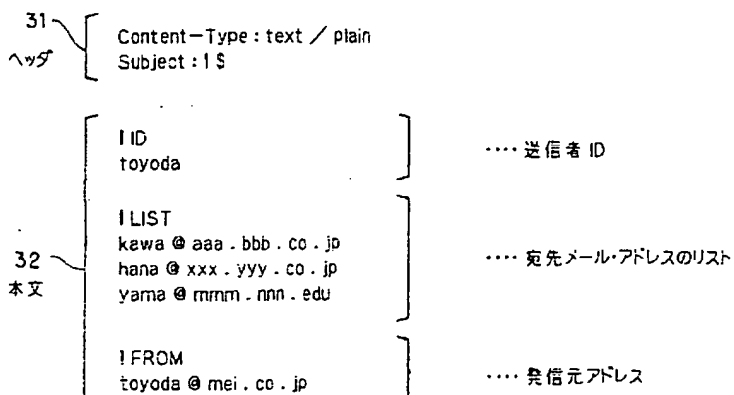 31
ヘッダ
Content-Type : text / plain
Subject : ! $
! ID
toyoda
‥‥ 送信者 ID
! LIST
kawa @ aaa . bbb . co . jp
hana @ xxx . yyy . co . jp
yama @ mmm . nnn . edu
‥‥ 宛先メール・アドレスのリスト
32
本文
! FROM
toyoda @ mei . co . jp
‥‥ 発信元アドレス